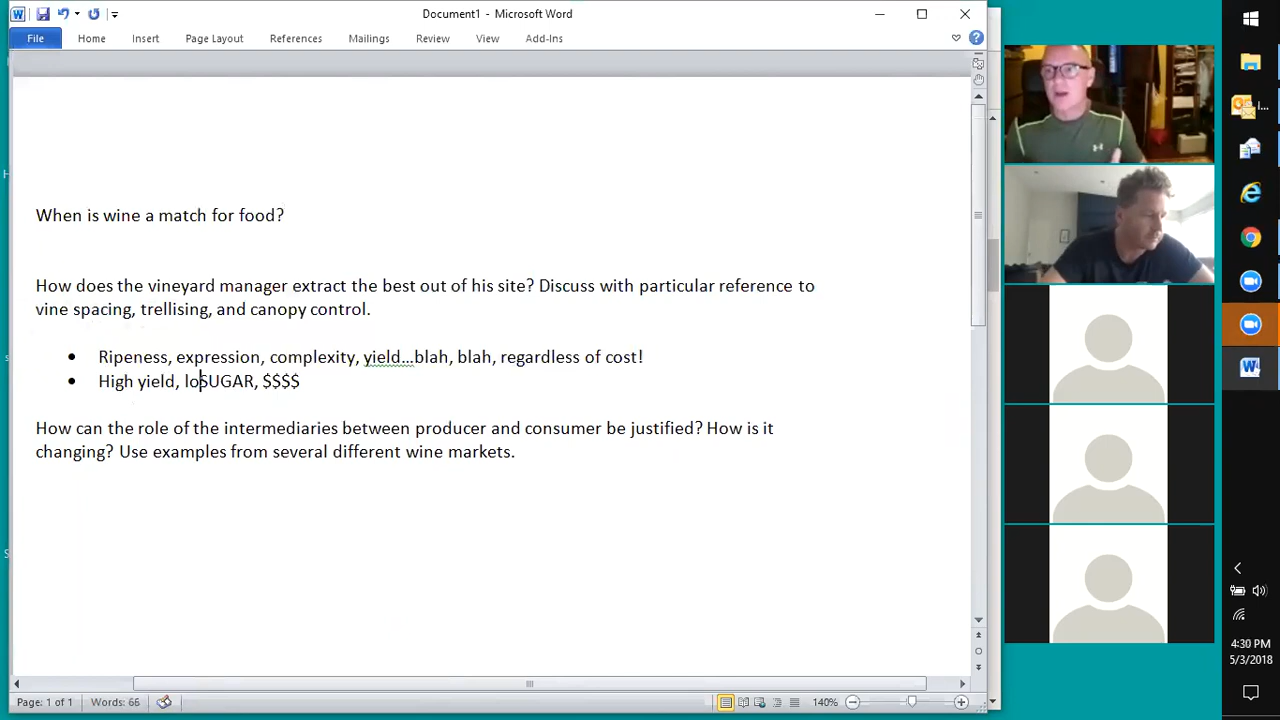 Document1 - Microsoft Word
File Home Insert Page Layout References Mailings Review View Add-Ins
When is wine a match for food?
How does the vineyard manager extract the best out of his site? Discuss with particular reference to
vine spacing, trellising, and canopy control.
• Ripeness, expression, complexity, yield...blah, blah, regardless of cost!
• High yield, loSUGAR, $$$$
How can the role of the intermediaries between producer and consumer be justified? How is it
changing? Use examples from several different wine markets.
Page: 1 of 1 Words: 66 140%
4:30 PM
5/3/2018